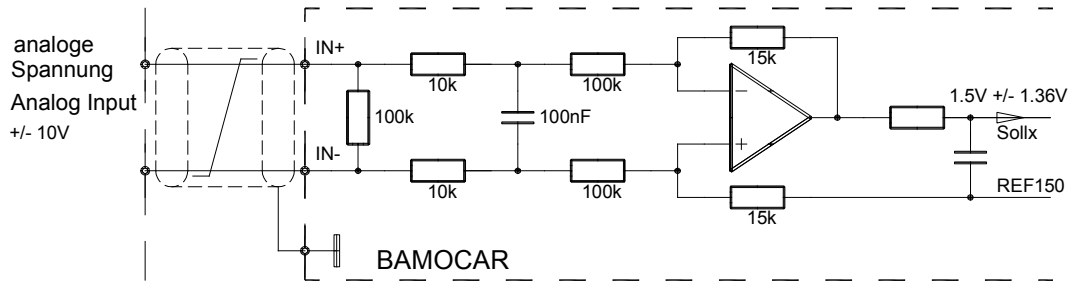 analoge
Spannung
Analog Input
+/- 10V
IN+
IN-
100k
10k
10k
100nF
100k
100k
15k
15k
−
+
1.5V +/- 1.36V
Sollx
REF150
BAMOCAR